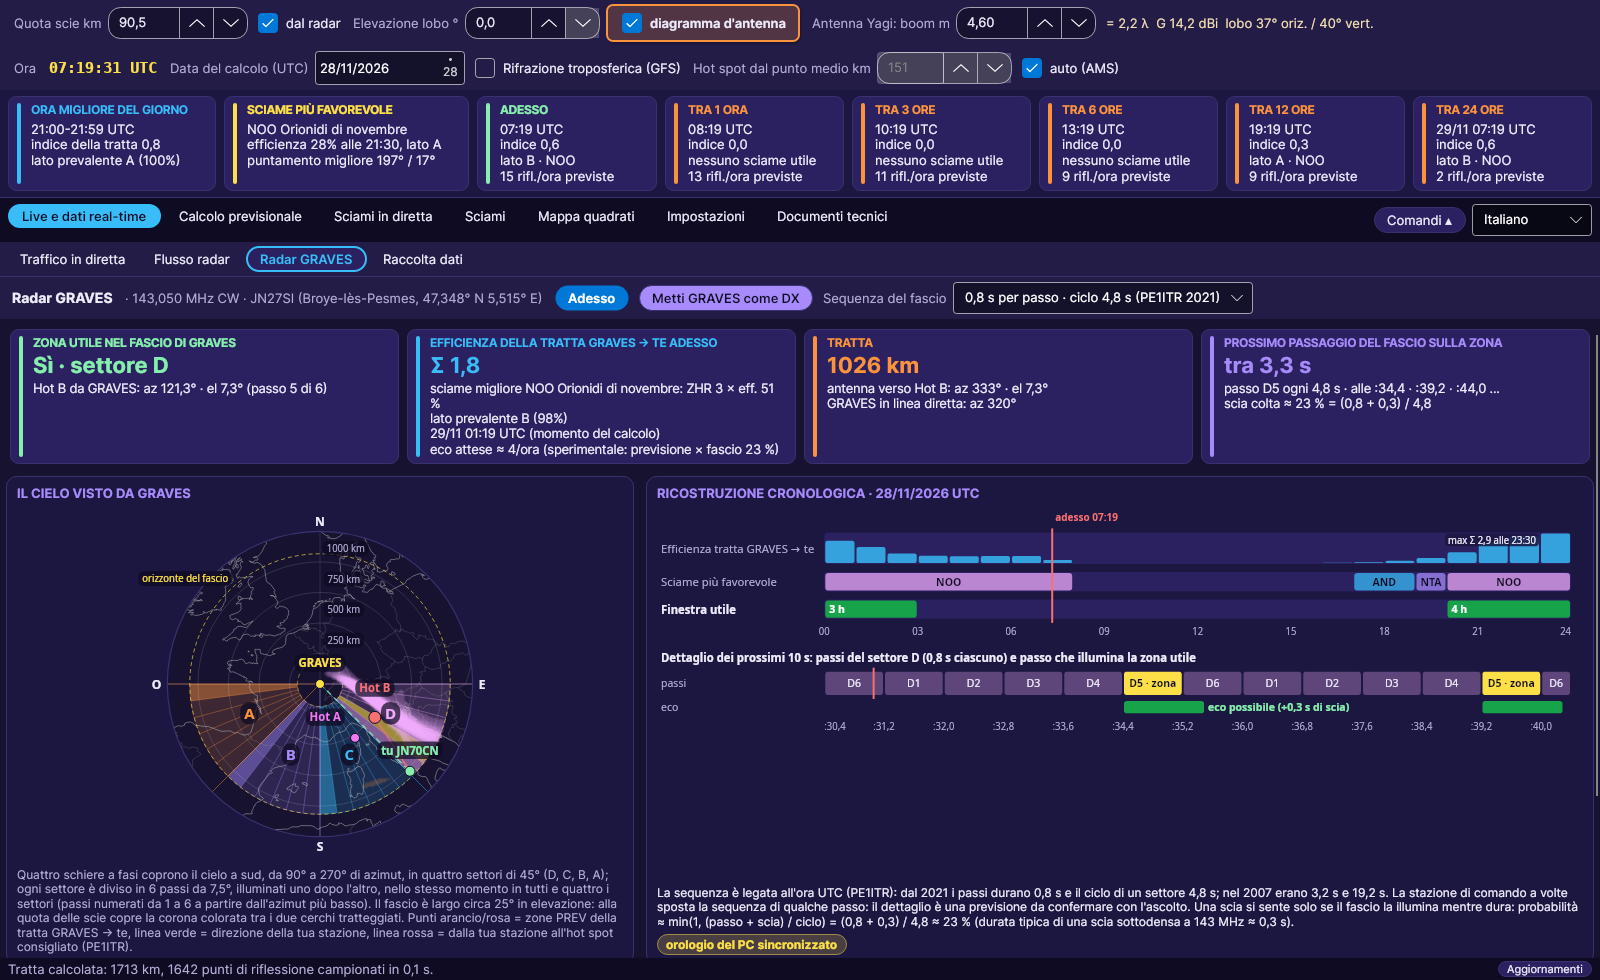 Quota scie km 90,5 dal radar Elevazione lobo ° 0,0 diagramma d'antenna Antenna Yagi: boom m 4,60 = 2,2 λ G 14,2 dBi lobo 37° oriz. / 40° vert.
Ora 07:19:31 UTC Data del calcolo (UTC) 28/11/2026 28 Rifrazione troposferica (GFS) Hot spot dal punto medio km 151 auto (AMS)
ORA MIGLIORE DEL GIORNO
21:00-21:59 UTC
indice della tratta 0,8
lato prevalente A (100%)
SCIAME PIÙ FAVOREVOLE
NOO Orionidi di novembre
efficienza 28% alle 21:30, lato A
puntamento migliore 197° / 17°
ADESSO
07:19 UTC
indice 0,6
lato B · NOO
15 rifl./ora previste
TRA 1 ORA
08:19 UTC
indice 0,0
nessuno sciame utile
13 rifl./ora previste
TRA 3 ORE
10:19 UTC
indice 0,0
nessuno sciame utile
11 rifl./ora previste
TRA 6 ORE
13:19 UTC
indice 0,0
nessuno sciame utile
9 rifl./ora previste
TRA 12 ORE
19:19 UTC
indice 0,3
lato A · NOO
9 rifl./ora previste
TRA 24 ORE
29/11 07:19 UTC
indice 0,6
lato B · NOO
2 rifl./ora previste
Live e dati real-time Calcolo previsionale Sciami in diretta Sciami Mappa quadrati Impostazioni Documenti tecnici Comandi ▴ Italiano
Traffico in diretta Flusso radar Radar GRAVES Raccolta dati
Radar GRAVES · 143,050 MHz CW · JN27SI (Broye-lès-Pesmes, 47,348° N 5,515° E) Adesso Metti GRAVES come DX Sequenza del fascio 0,8 s per passo · ciclo 4,8 s (PE1ITR 2021)
ZONA UTILE NEL FASCIO DI GRAVES
Sì · settore D
Hot B da GRAVES: az 121,3° · el 7,3° (passo 5 di 6)
EFFICIENZA DELLA TRATTA GRAVES → TE ADESSO
Σ 1,8
sciame migliore NOO Orionidi di novembre: ZHR 3 × eff. 51
%
lato prevalente B (98%)
29/11 01:19 UTC (momento del calcolo)
eco attese ≈ 4/ora (sperimentale: previsione × fascio 23 %)
TRATTA
1026 km
antenna verso Hot B: az 333° · el 7,3°
GRAVES in linea diretta: az 320°
PROSSIMO PASSAGGIO DEL FASCIO SULLA ZONA
tra 3,3 s
passo D5 ogni 4,8 s · alle :34,4 · :39,2 · :44,0 ...
scia colta ≈ 23 % = (0,8 + 0,3) / 4,8
IL CIELO VISTO DA GRAVES
N
1000 km
orizzonte del fascio
750 km
500 km
250 km
GRAVES
O
E
Hot B
A
Hot A
D
B
C
tu JN70CN
S
Quattro schiere a fasi coprono il cielo a sud, da 90° a 270° di azimut, in quattro settori di 45° (D, C, B, A);
ogni settore è diviso in 6 passi da 7,5°, illuminati uno dopo l'altro, nello stesso momento in tutti e quattro i
settori (passi numerati da 1 a 6 a partire dall'azimut più basso). Il fascio è largo circa 25° in elevazione: alla
quota delle scie copre la corona colorata tra i due cerchi tratteggiati. Punti arancio/rosa = zone PREV della
tratta GRAVES → te, linea verde = direzione della tua stazione, linea rossa = dalla tua stazione all'hot spot
consigliato (PE1ITR).
RICOSTRUZIONE CRONOLOGICA · 28/11/2026 UTC
adesso 07:19
Efficienza tratta GRAVES → te max Σ 2,9 alle 23:30
Sciame più favorevole NOO AND NTA NOO
Finestra utile 3 h 4 h
00 03 06 09 12 15 18 21 24
Dettaglio dei prossimi 10 s: passi del settore D (0,8 s ciascuno) e passo che illumina la zona utile
passi D6 D1 D2 D3 D4 D5 · zona D6 D1 D2 D3 D4 D5 · zona D6
eco eco possibile (+0,3 s di scia)
:30,4 :31,2 :32,0 :32,8 :33,6 :34,4 :35,2 :36,0 :36,8 :37,6 :38,4 :39,2 :40,0
La sequenza è legata all'ora UTC (PE1ITR): dal 2021 i passi durano 0,8 s e il ciclo di un settore 4,8 s; nel 2007 erano 3,2 s e 19,2 s. La stazione di comando a volte
sposta la sequenza di qualche passo: il dettaglio è una previsione da confermare con l'ascolto. Una scia si sente solo se il fascio la illumina mentre dura: probabilità
≈ min(1, (passo + scia) / ciclo) = (0,8 + 0,3) / 4,8 ≈ 23 % (durata tipica di una scia sottodensa a 143 MHz ≈ 0,3 s).
orologio del PC sincronizzato
Tratta calcolata: 1713 km, 1642 punti di riflessione campionati in 0,1 s. Aggiornamenti